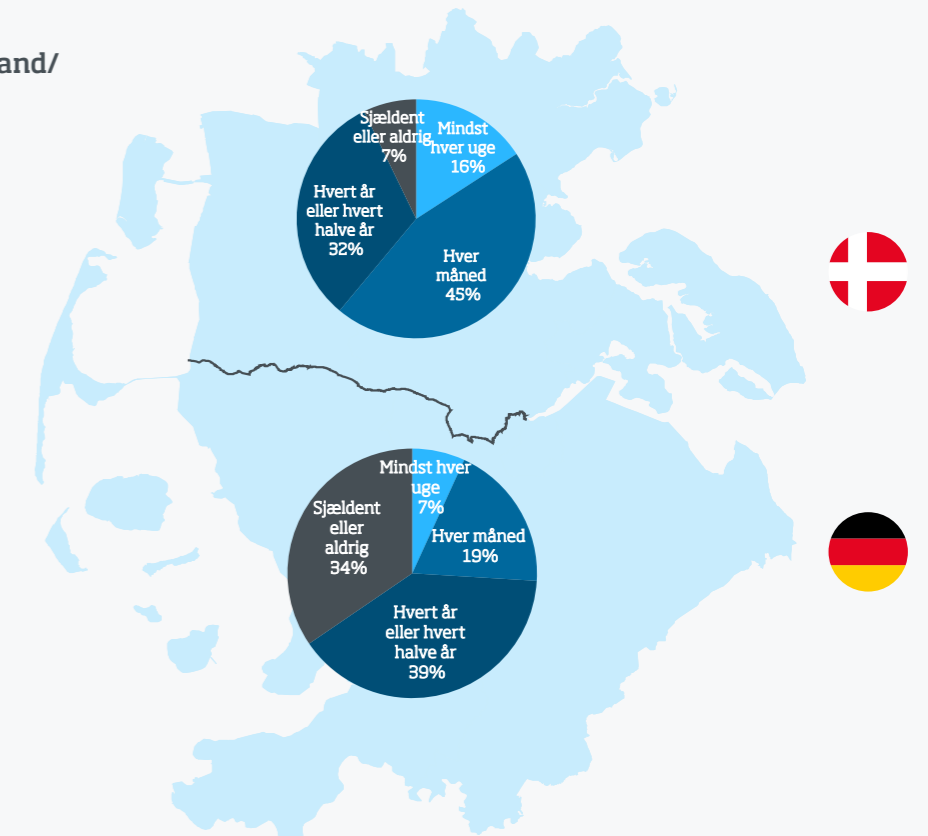 and/
Sjældent
eller aldrig
7%
Mindst
hver uge
16%
Hvert år
eller hvert
halve år
32%
Hver
måned
45%
Mindst hver
uge
7%
Sjældent
eller
aldrig
34%
Hver måned
19%
Hvert år
eller hvert
halve år
39%